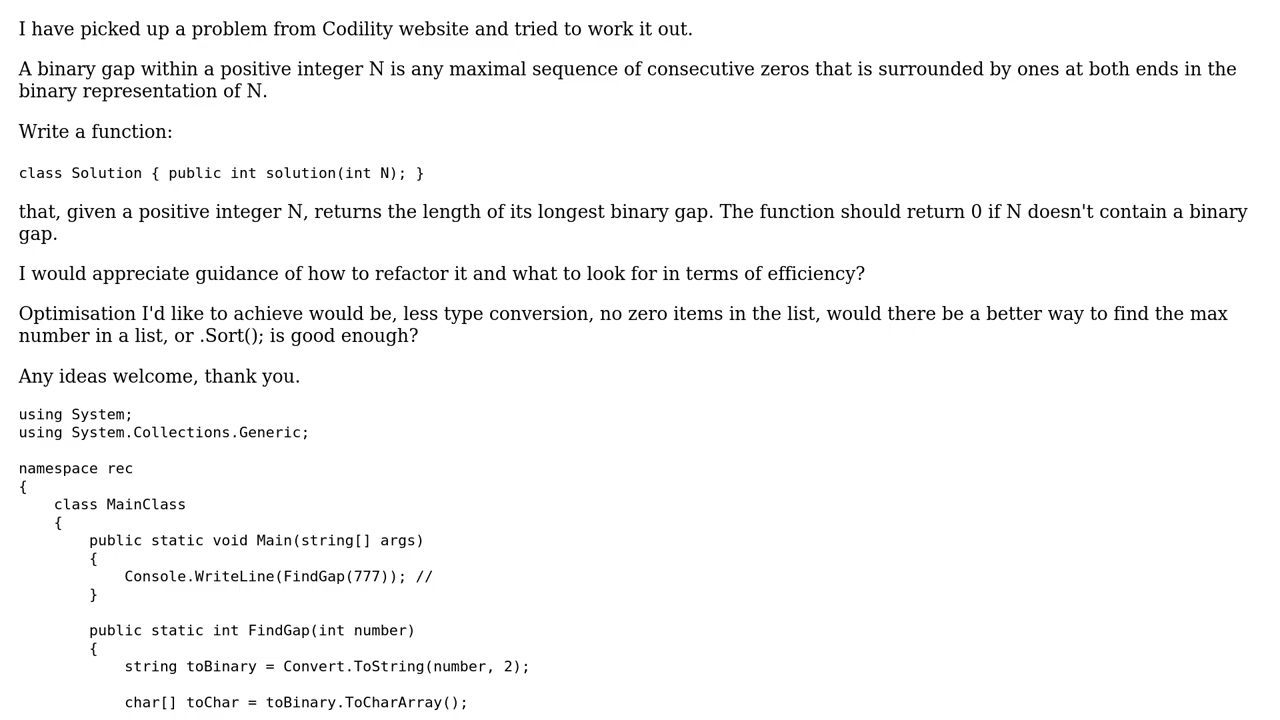 I have picked up a problem from Codility website and tried to work it out.
A binary gap within a positive integer N is any maximal sequence of consecutive zeros that is surrounded by ones at both ends in the
binary representation of N.
Write a function:
class Solution { public int solution(int N); }
that, given a positive integer N, returns the length of its longest binary gap. The function should return 0 if N doesn't contain a binary
gap.
I would appreciate guidance of how to refactor it and what to look for in terms of efficiency?
Optimisation I'd like to achieve would be, less type conversion, no zero items in the list, would there be a better way to find the max
number in a list, or .Sort(); is good enough?
Any ideas welcome, thank you.
using System;
using System.Collections.Generic;
namespace rec
{
    class MainClass
    {
        public static void Main(string[] args)
        {
            Console.WriteLine(FindGap(777)); //
        }
        public static int FindGap(int number)
        {
            string toBinary = Convert.ToString(number, 2);
            char[] toChar = toBinary.ToCharArray();